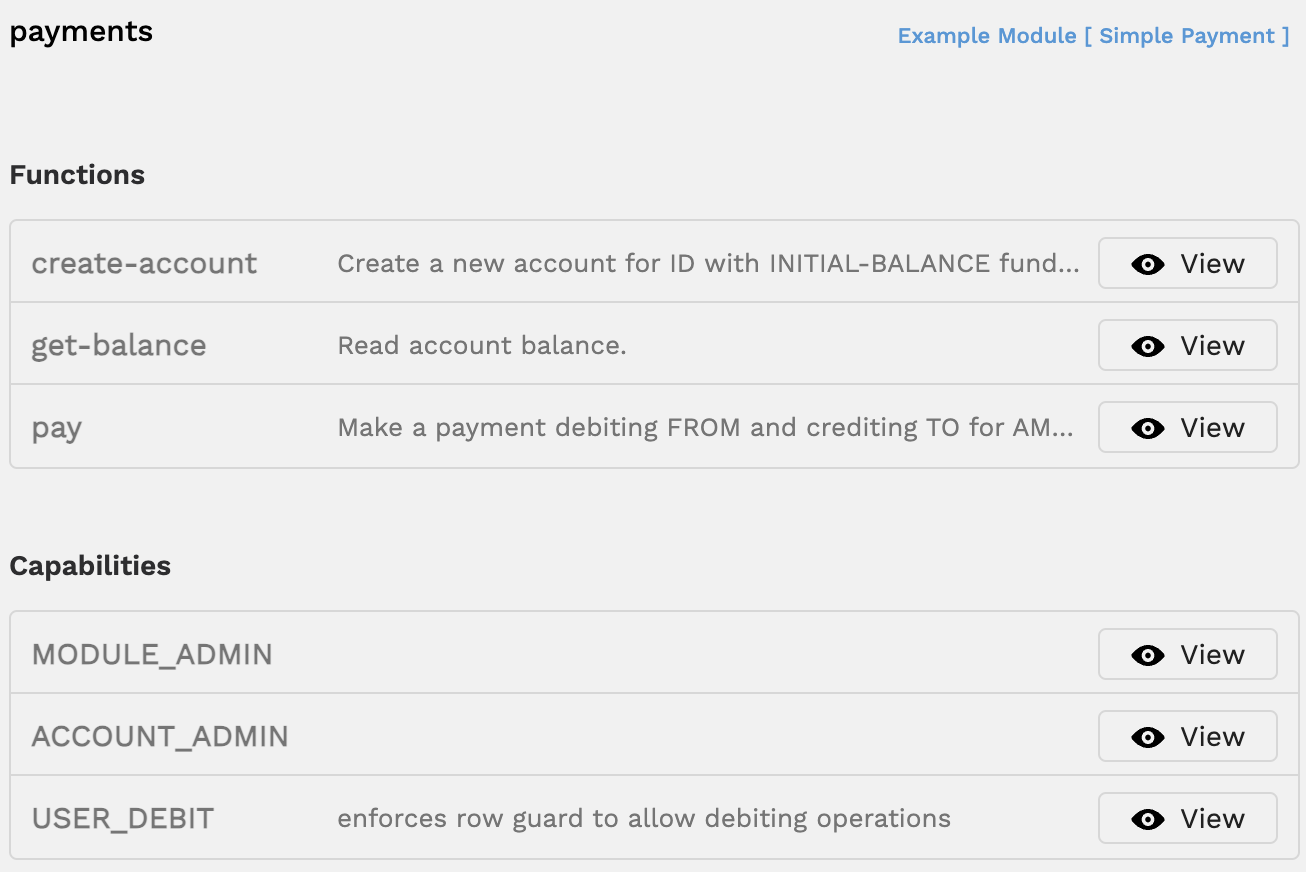 payments
Example Module [ Simple Payment ]
Functions
create-account Create a new account for ID with INITIAL-BALANCE fund... View
get-balance Read account balance. View
pay Make a payment debiting FROM and crediting TO for AM... View
Capabilities
MODULE_ADMIN View
ACCOUNT_ADMIN View
USER_DEBIT enforces row guard to allow debiting operations View